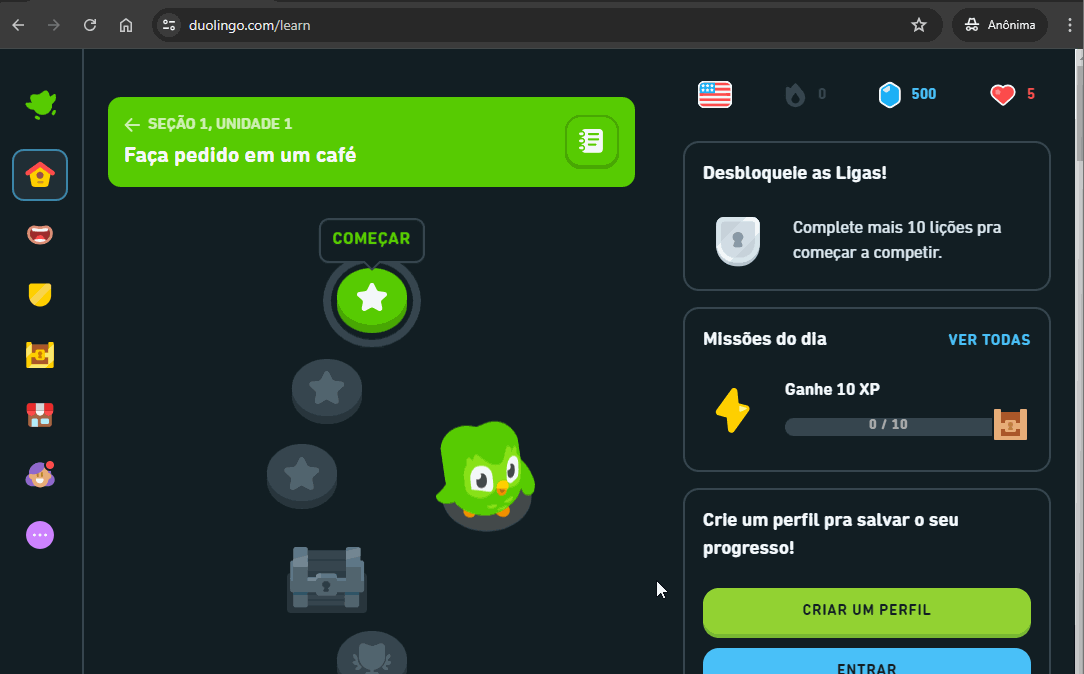 duolingo.com/learn
Anônima
SEÇÃO 1, UNIDADE 1
Faça pedido em um café
0
500
5
COMEÇAR
Desbloqueie as Ligas!
Complete mais 10 lições pra
começar a competir.
Missões do dia
VER TODAS
Ganhe 10 XP
0 / 10
Crie um perfil pra salvar o seu
progresso!
CRIAR UM PERFIL
ENTRAR